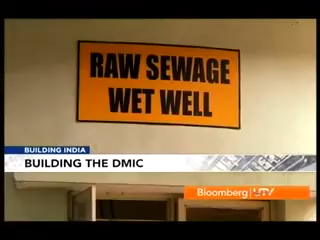 RAW SEWAGE
WET WELL
BUILDING INDIA
BUILDING THE DMIC
Bloomberg UTV